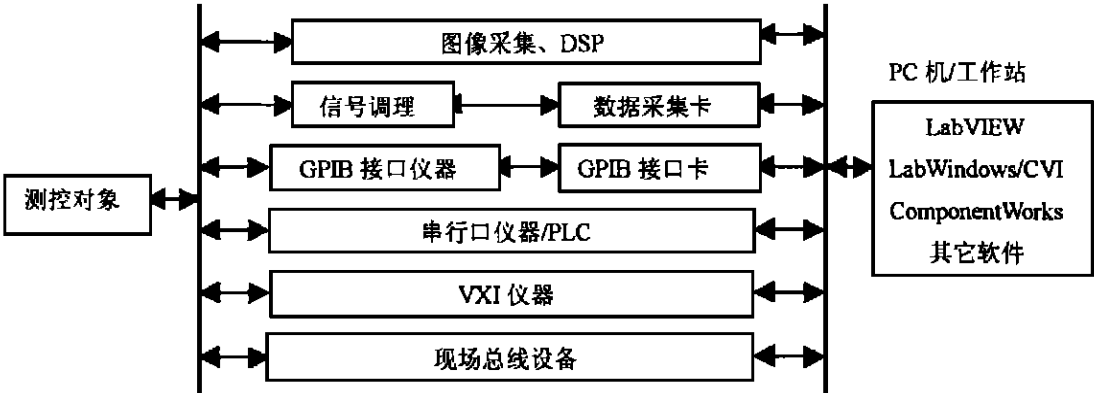 图像采集、DSP
信号调理
数据采集卡
GPIB 接口仪器
GPIB 接口卡
串行口仪器/PLC
VXI 仪器
现场总线设备
测控对象
PC 机/工作站
LabVIEW
LabWindows/CVI
ComponentWorks
其它软件